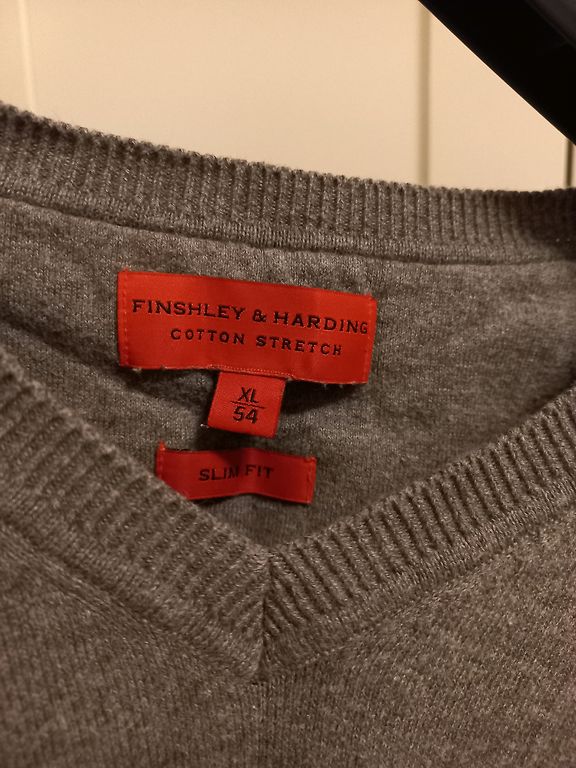 FINSHLEY & HARDING
COTTON STRETCH
XL
54
SLIM FIT